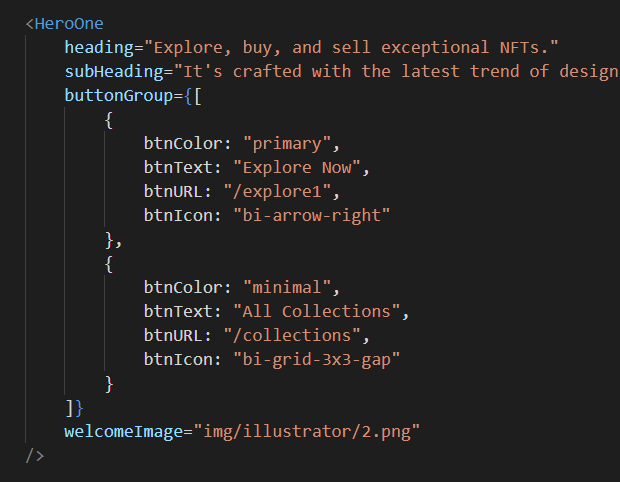 <HeroOne
    heading="Explore, buy, and sell exceptional NFTs."
    subHeading="It's crafted with the latest trend of design
    buttonGroup={[
        {
            btnColor: "primary",
            btnText: "Explore Now",
            btnURL: "/explore1",
            btnIcon: "bi-arrow-right"
        },
        {
            btnColor: "minimal",
            btnText: "All Collections",
            btnURL: "/collections",
            btnIcon: "bi-grid-3x3-gap"
        }
    ]}
    welcomeImage="img/illustrator/2.png"
/>